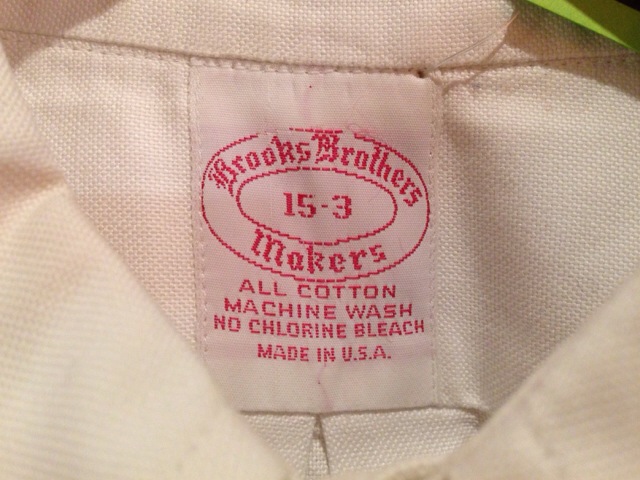 Brooks Brothers
15-3
Makers
ALL COTTON
MACHINE WASH
NO CHLORINE BLEACH
MADE IN U.S.A.